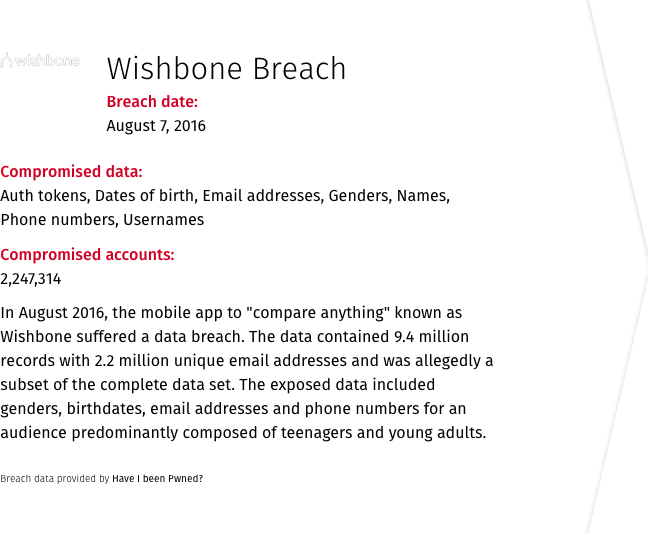 wishbone
Wishbone Breach
Breach date:
August 7, 2016
Compromised data:
Auth tokens, Dates of birth, Email addresses, Genders, Names,
Phone numbers, Usernames
Compromised accounts:
2,247,314
In August 2016, the mobile app to "compare anything" known as
Wishbone suffered a data breach. The data contained 9.4 million
records with 2.2 million unique email addresses and was allegedly a
subset of the complete data set. The exposed data included
genders, birthdates, email addresses and phone numbers for an
audience predominantly composed of teenagers and young adults.
Breach data provided by Have I been Pwned?